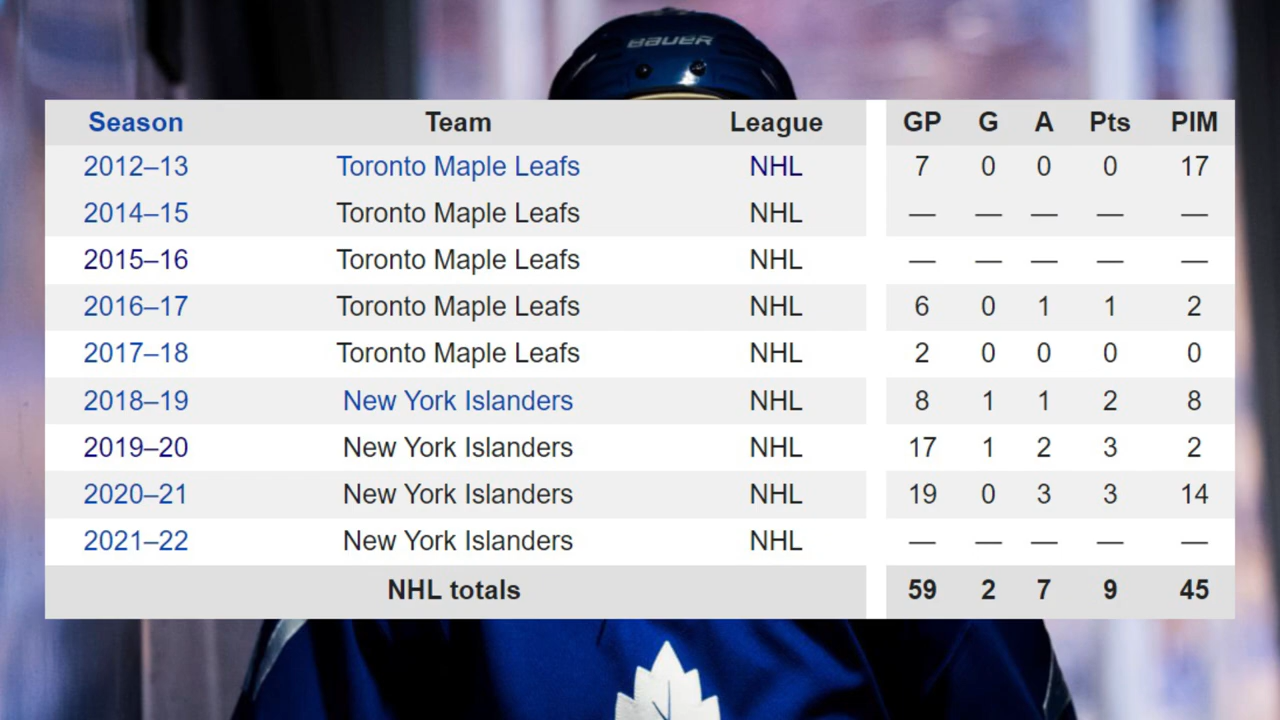 BAUER
Season Team League GP G A Pts PIM
2012–13 Toronto Maple Leafs NHL 7 0 0 0 17
2014–15 Toronto Maple Leafs NHL — — — — —
2015–16 Toronto Maple Leafs NHL — — — — —
2016–17 Toronto Maple Leafs NHL 6 0 1 1 2
2017–18 Toronto Maple Leafs NHL 2 0 0 0 0
2018–19 New York Islanders NHL 8 1 1 2 8
2019–20 New York Islanders NHL 17 1 2 3 2
2020–21 New York Islanders NHL 19 0 3 3 14
2021–22 New York Islanders NHL — — — — —
NHL totals 59 2 7 9 45